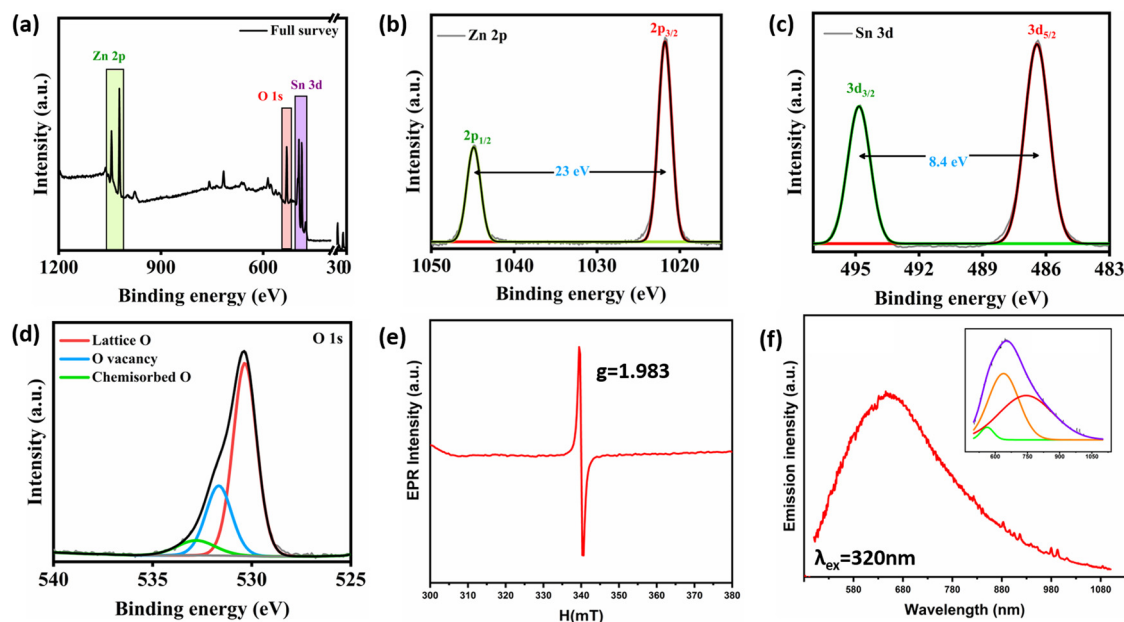 (a)
Full survey
Zn 2p
O 1s
Sn 3d
Intensity (a.u.)
1200 900 600 300
Binding energy (eV)
(b)
Zn 2p
2p3/2
2p1/2
23 eV
Intensity (a.u.)
1050 1040 1030 1020
Binding energy (eV)
(c)
Sn 3d
3d5/2
3d3/2
8.4 eV
Intensity (a.u.)
495 492 489 486 483
Binding energy (eV)
(d)
Lattice O
O vacancy
Chemisorbed O
O 1s
Intensity (a.u.)
540 535 530 525
Binding energy (eV)
(e)
g=1.983
EPR Intensity (a.u.)
300 310 320 330 340 350 360 370 380
H(mT)
(f)
600 750 900 1050
λex=320nm
Emission inensity (a.u.)
580 680 780 880 980 1080
Wavelength (nm)